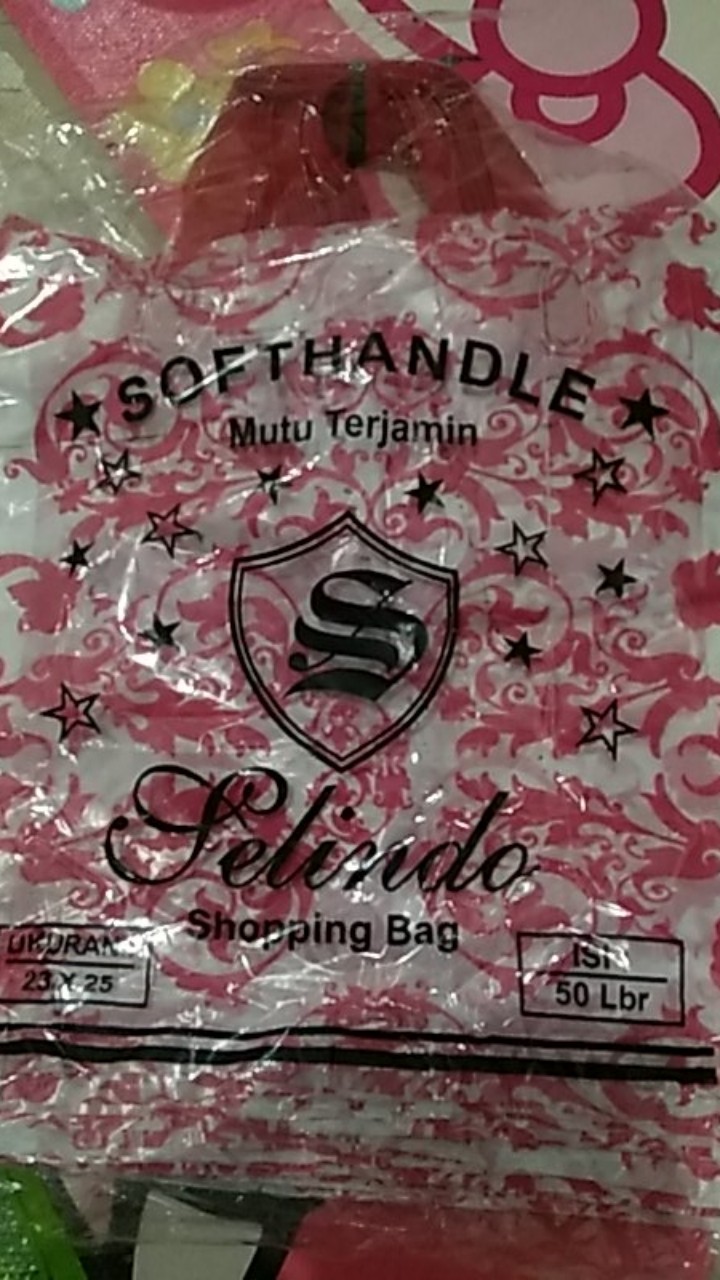 SOFTHANDLE
Mutu Terjamin
S
Selindo
Shopping Bag
UKURAN
23 X 25
ISI
50 Lbr